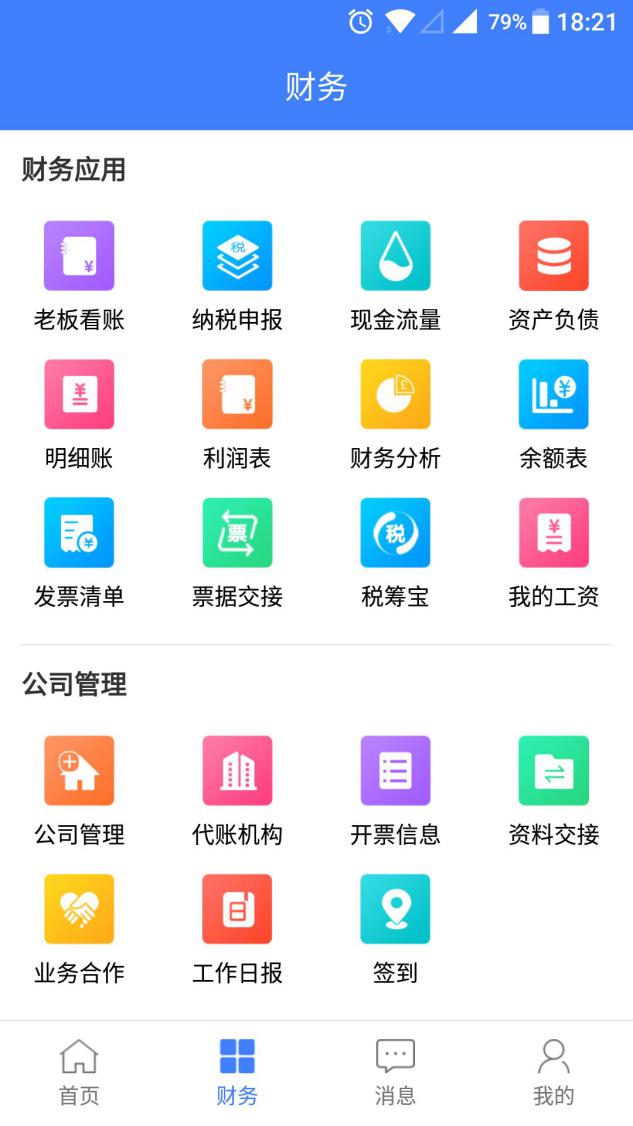 79% 18:21
财务
财务应用
税
¥
£
老板看账 纳税申报 现金流量 资产负债
明细账 利润表 财务分析 余额表
票 税
发票清单 票据交接 税筹宝 我的工资
公司管理
公司管理 代账机构 开票信息 资料交接
业务合作 工作日报 签到
首页 财务 消息 我的